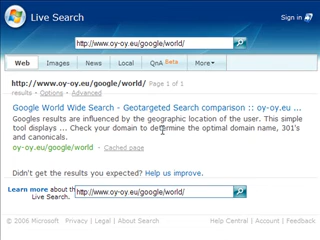 Live Search
Sign in
http://www.oy-oy.eu/google/world/
Web Images News Local QnA Beta More
http://www.oy-oy.eu/google/world/ Page 1 of 1
results • Options • Advanced
Google World Wide Search - Geotargeted Search comparison :: oy-oy.eu ...
Googles results are influenced by the geographic location of the user. This simple
tool displays ... Check your domain to determine the optimal domain name, 301's
and canonicals.
oy-oy.eu/google/world • Cached page
Didn't get the results you expected? Help us improve.
Learn more about th
Live Search.
http://www.oy-oy.eu/google/world/
© 2006 Microsoft | Privacy | Legal | About Search
Help Central | Account | Feedback